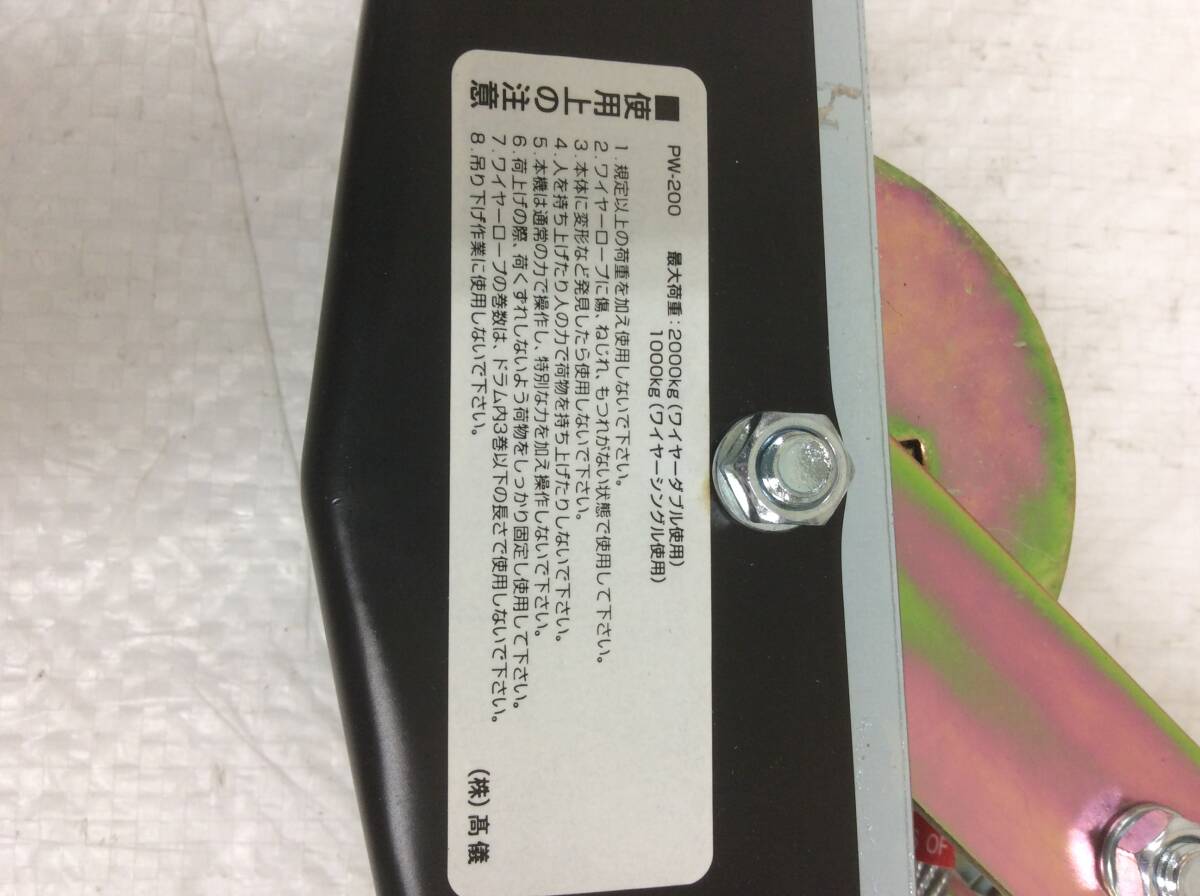 ■使用上の注意
PW-200 最大荷重：2000kg (ワイヤーダブル使用)
1000kg (ワイヤーシングル使用)
1. 規定以上の荷重を加え使用しないで下さい。
2. ワイヤーロープに傷、ねじれ、もつれがない状態で使用して下さい。
3. 本体に変形など発見したら使用しないで下さい。
4. 人を持ち上げたり人の力で荷物を持ち上げたりしないで下さい。
5. 本機は通常の力で操作し、特別な力を加え操作しないで下さい。
6. 荷上げの際、荷くずれしないよう荷物をしっかり固定し使用して下さい。
7. ワイヤーロープの巻数は、ドラム内3巻以下の長さで使用しないで下さい。
8. 吊り下げ作業に使用しないで下さい。
(株)髙儀
OF